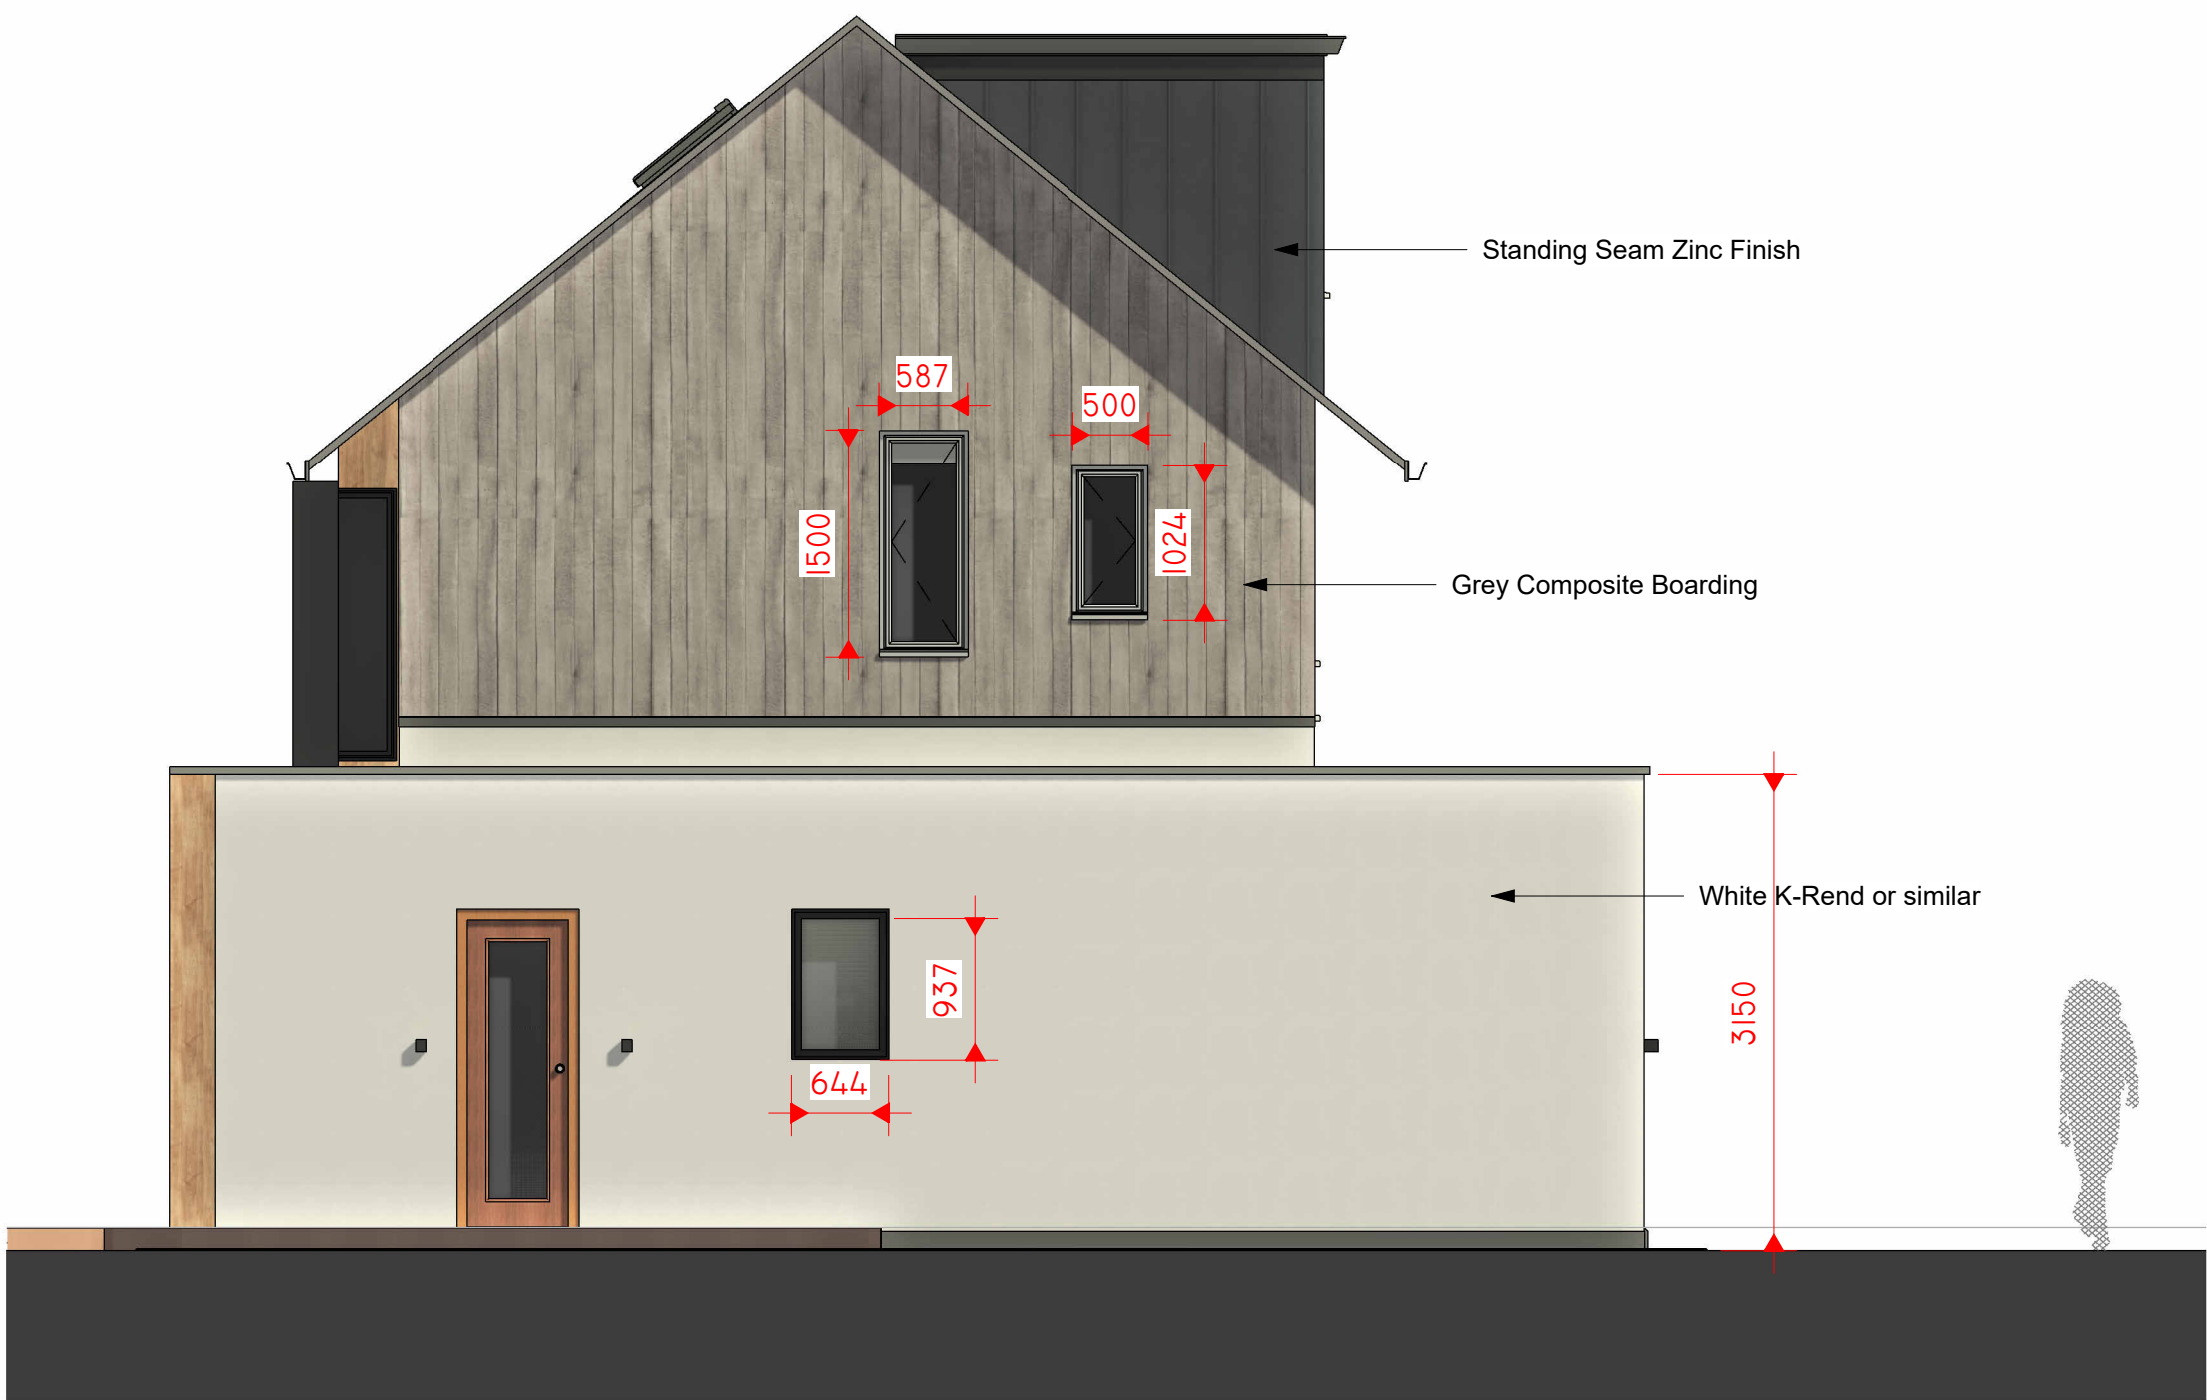 Standing Seam Zinc Finish
587
500
1500
1024
Grey Composite Boarding
White K-Rend or similar
937
3150
644